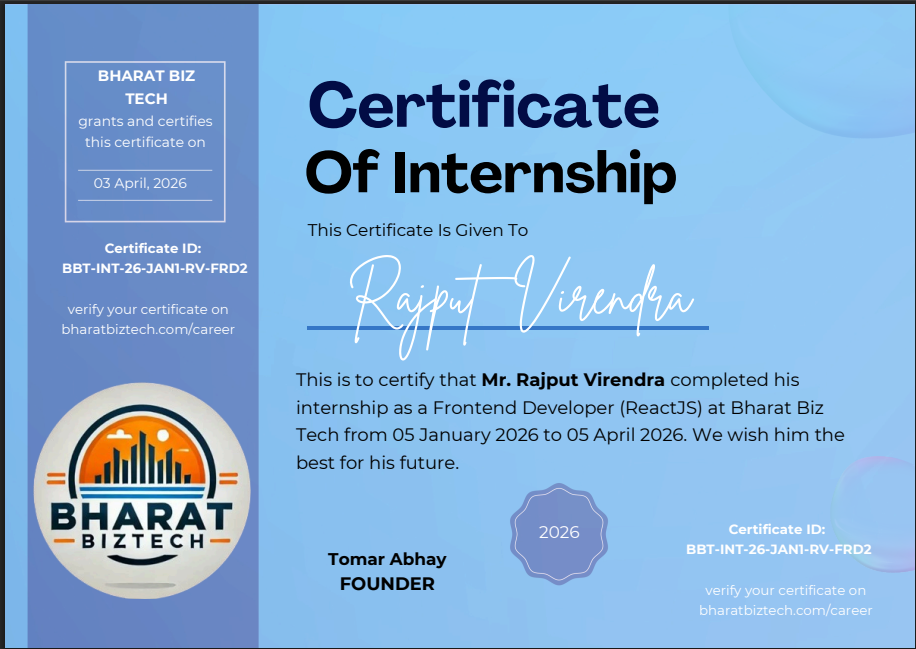 BHARAT BIZ
TECH
grants and certifies
this certificate on
03 April, 2026
Certificate ID:
BBT-INT-26-JAN1-RV-FRD2
verify your certificate on
bharatbiztech.com/career
BHARAT
BIZTECH
Certificate
Of Internship
This Certificate Is Given To
Rajput Virendra
This is to certify that Mr. Rajput Virendra completed his
internship as a Frontend Developer (ReactJS) at Bharat Biz
Tech from 05 January 2026 to 05 April 2026. We wish him the
best for his future.
2026
Tomar Abhay
FOUNDER
Certificate ID:
BBT-INT-26-JAN1-RV-FRD2
verify your certificate on
bharatbiztech.com/career